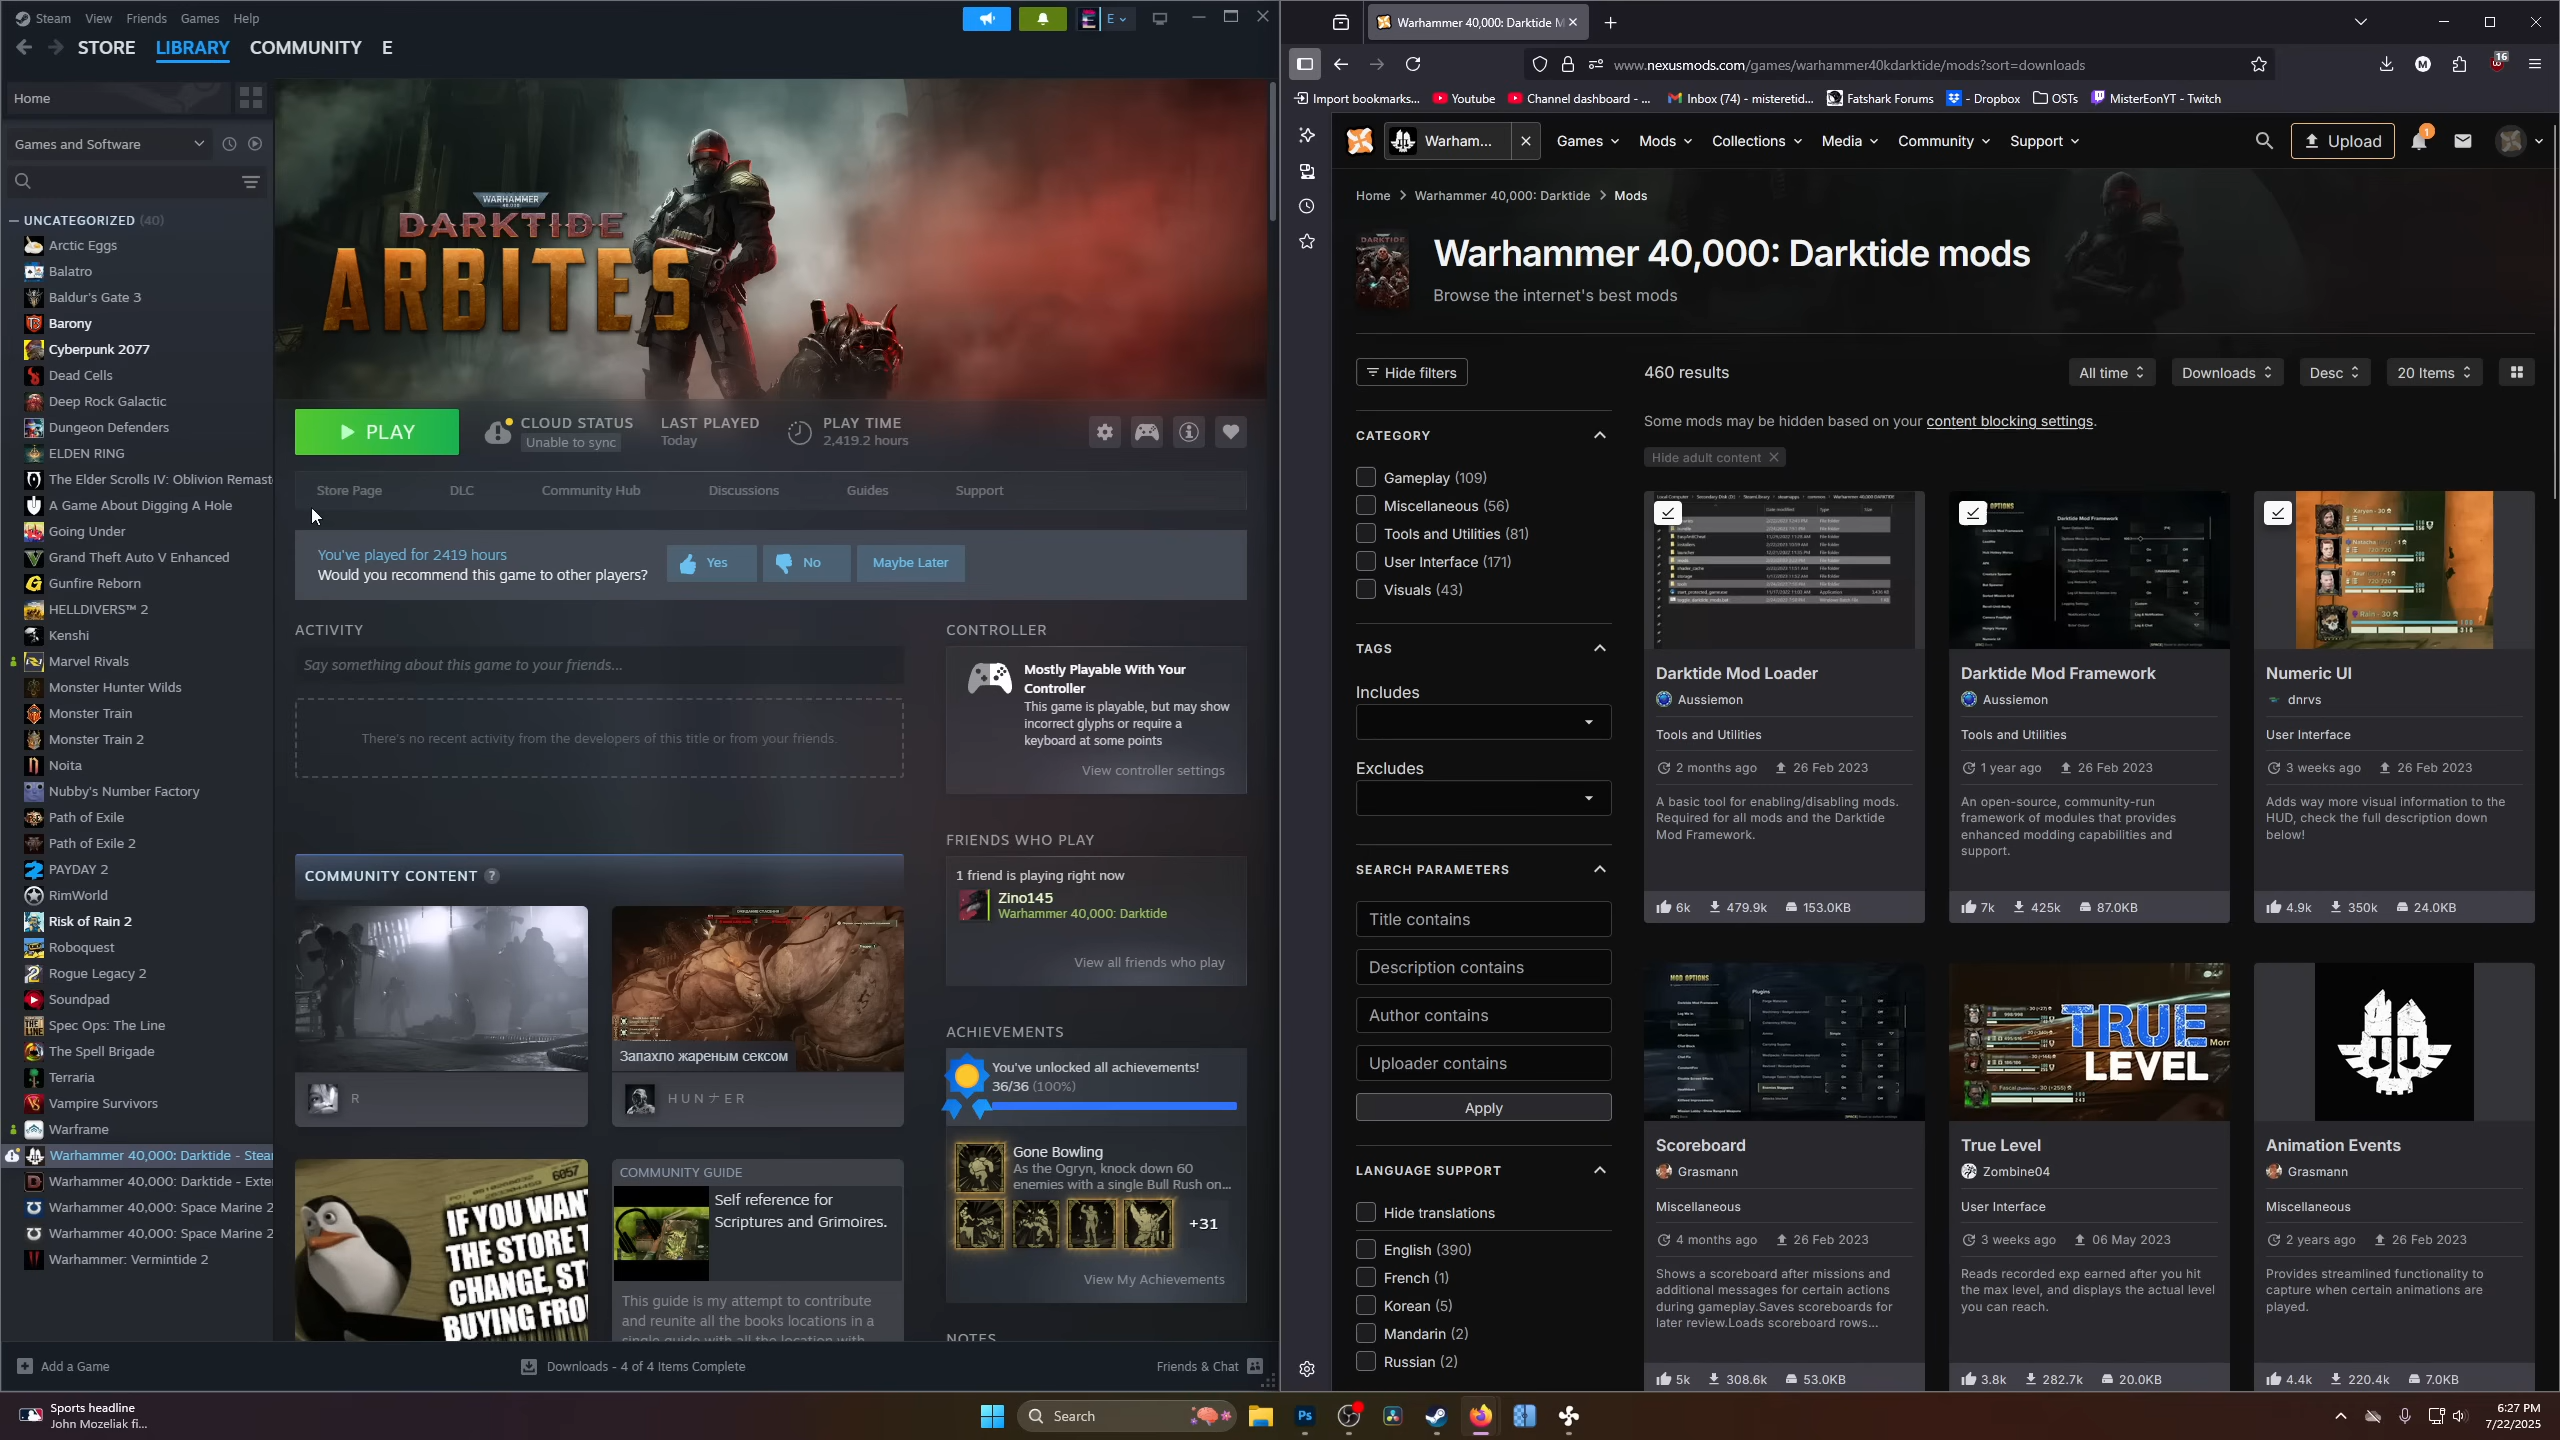 Steam View Friends Games Help
E
STORE LIBRARY COMMUNITY E
Home
Games and Software
UNCATEGORIZED (40)
Arctic Eggs
Balatro
Baldur's Gate 3
Barony
Cyberpunk 2077
Dead Cells
Deep Rock Galactic
Dungeon Defenders
ELDEN RING
The Elder Scrolls IV: Oblivion Remast
A Game About Digging A Hole
Going Under
Grand Theft Auto V Enhanced
Gunfire Reborn
HELLDIVERS™ 2
Kenshi
Marvel Rivals
Monster Hunter Wilds
Monster Train
Monster Train 2
Noita
Nubby's Number Factory
Path of Exile
Path of Exile 2
PAYDAY 2
RimWorld
Risk of Rain 2
Roboquest
Rogue Legacy 2
Soundpad
Spec Ops: The Line
The Spell Brigade
Terraria
Vampire Survivors
Warframe
Warhammer 40,000: Darktide - Stea
Warhammer 40,000: Darktide - Exte
Warhammer 40,000: Space Marine 2
Warhammer 40,000: Space Marine 2
Warhammer: Vermintide 2
WARHAMMER
40,000
DARKTIDE
ARBITES
PLAY
CLOUD STATUS
Unable to sync
LAST PLAYED
Today
PLAY TIME
2,419.2 hours
Store Page DLC Community Hub Discussions Guides Support
You've played for 2419 hours
Would you recommend this game to other players?
Yes No Maybe Later
ACTIVITY
Say something about this game to your friends...
There's no recent activity from the developers of this title or from your friends.
COMMUNITY CONTENT ?
Запахло жареным сексом
R
HUNナER
6057
IF YOU WAN
THE STORE T
CHANGE, ST
BUYING FRO
COMMUNITY GUIDE
Self reference for
Scriptures and Grimoires.
This guide is my attempt to contribute
and reunite all the books locations in a
single guide with all the location with
CONTROLLER
Mostly Playable With Your
Controller
This game is playable, but may show
incorrect glyphs or require a
keyboard at some points
View controller settings
FRIENDS WHO PLAY
1 friend is playing right now
Zino145
Warhammer 40,000: Darktide
View all friends who play
ACHIEVEMENTS
You've unlocked all achievements!
36/36 (100%)
Gone Bowling
As the Ogryn, knock down 60
enemies with a single Bull Rush on...
+31
View My Achievements
NOTES
Add a Game
Downloads - 4 of 4 Items Complete
Friends & Chat
Warhammer 40,000: Darktide M
www.nexusmods.com/games/warhammer40kdarktide/mods?sort=downloads
16
Import bookmarks... Youtube Channel dashboard - ... Inbox (74) - misteretid... Fatshark Forums - Dropbox OSTs MisterEonYT - Twitch
Warham... Games Mods Collections Media Community Support
Upload
1
Home > Warhammer 40,000: Darktide > Mods
DARKTIDE
Warhammer 40,000: Darktide mods
Browse the internet's best mods
Hide filters
460 results
All time Downloads Desc 20 Items
Some mods may be hidden based on your content blocking settings.
Hide adult content
CATEGORY
Gameplay (109)
Miscellaneous (56)
Tools and Utilities (81)
User Interface (171)
Visuals (43)
TAGS
Includes
Excludes
SEARCH PARAMETERS
Title contains
Description contains
Author contains
Uploader contains
Apply
LANGUAGE SUPPORT
Hide translations
English (390)
French (1)
Korean (5)
Mandarin (2)
Russian (2)
Darktide Mod Loader
Aussiemon
Tools and Utilities
2 months ago 26 Feb 2023
A basic tool for enabling/disabling mods.
Required for all mods and the Darktide
Mod Framework.
6k 479.9k 153.0KB
OPTIONS
Darktide Mod Framework
Darktide Mod Framework
Aussiemon
Tools and Utilities
1 year ago 26 Feb 2023
An open-source, community-run
framework of modules that provides
enhanced modding capabilities and
support.
7k 425k 87.0KB
Numeric UI
dnrvs
User Interface
3 weeks ago 26 Feb 2023
Adds way more visual information to the
HUD, check the full description down
below!
4.9k 350k 24.0KB
MOD OPTIONS
Scoreboard
Grasmann
Miscellaneous
4 months ago 26 Feb 2023
Shows a scoreboard after missions and
additional messages for certain actions
during gameplay.Saves scoreboards for
later review.Loads scoreboard rows...
5k 308.6k 53.0KB
TRUE
LEVEL
True Level
Zombine04
User Interface
3 weeks ago 06 May 2023
Reads recorded exp earned after you hit
the max level, and displays the actual level
you can reach.
3.8k 282.7k 20.0KB
Animation Events
Grasmann
Miscellaneous
2 years ago 26 Feb 2023
Provides streamlined functionality to
capture when certain animations are
played.
4.4k 220.4k 7.0KB
Sports headline
John Mozeliak fi...
Search
Ps
6:27 PM
7/22/2025